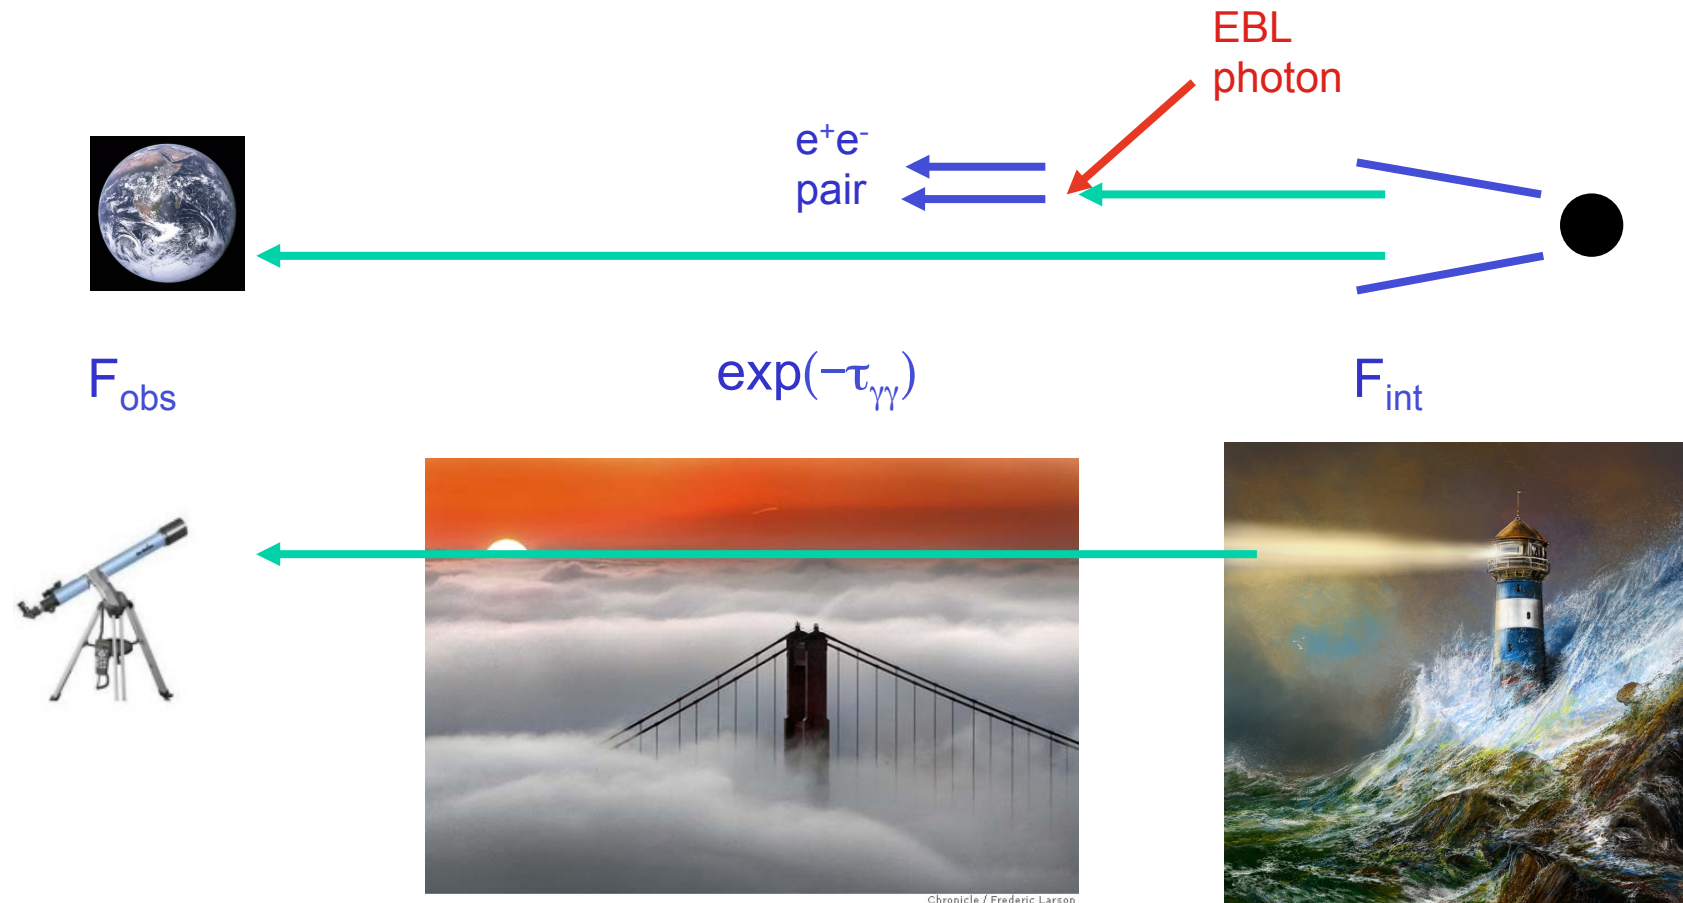 EBL
photon
e⁺e⁻
pair
F_obs
exp(−τ_γγ)
F_int
Chronicle / Frederic Larson